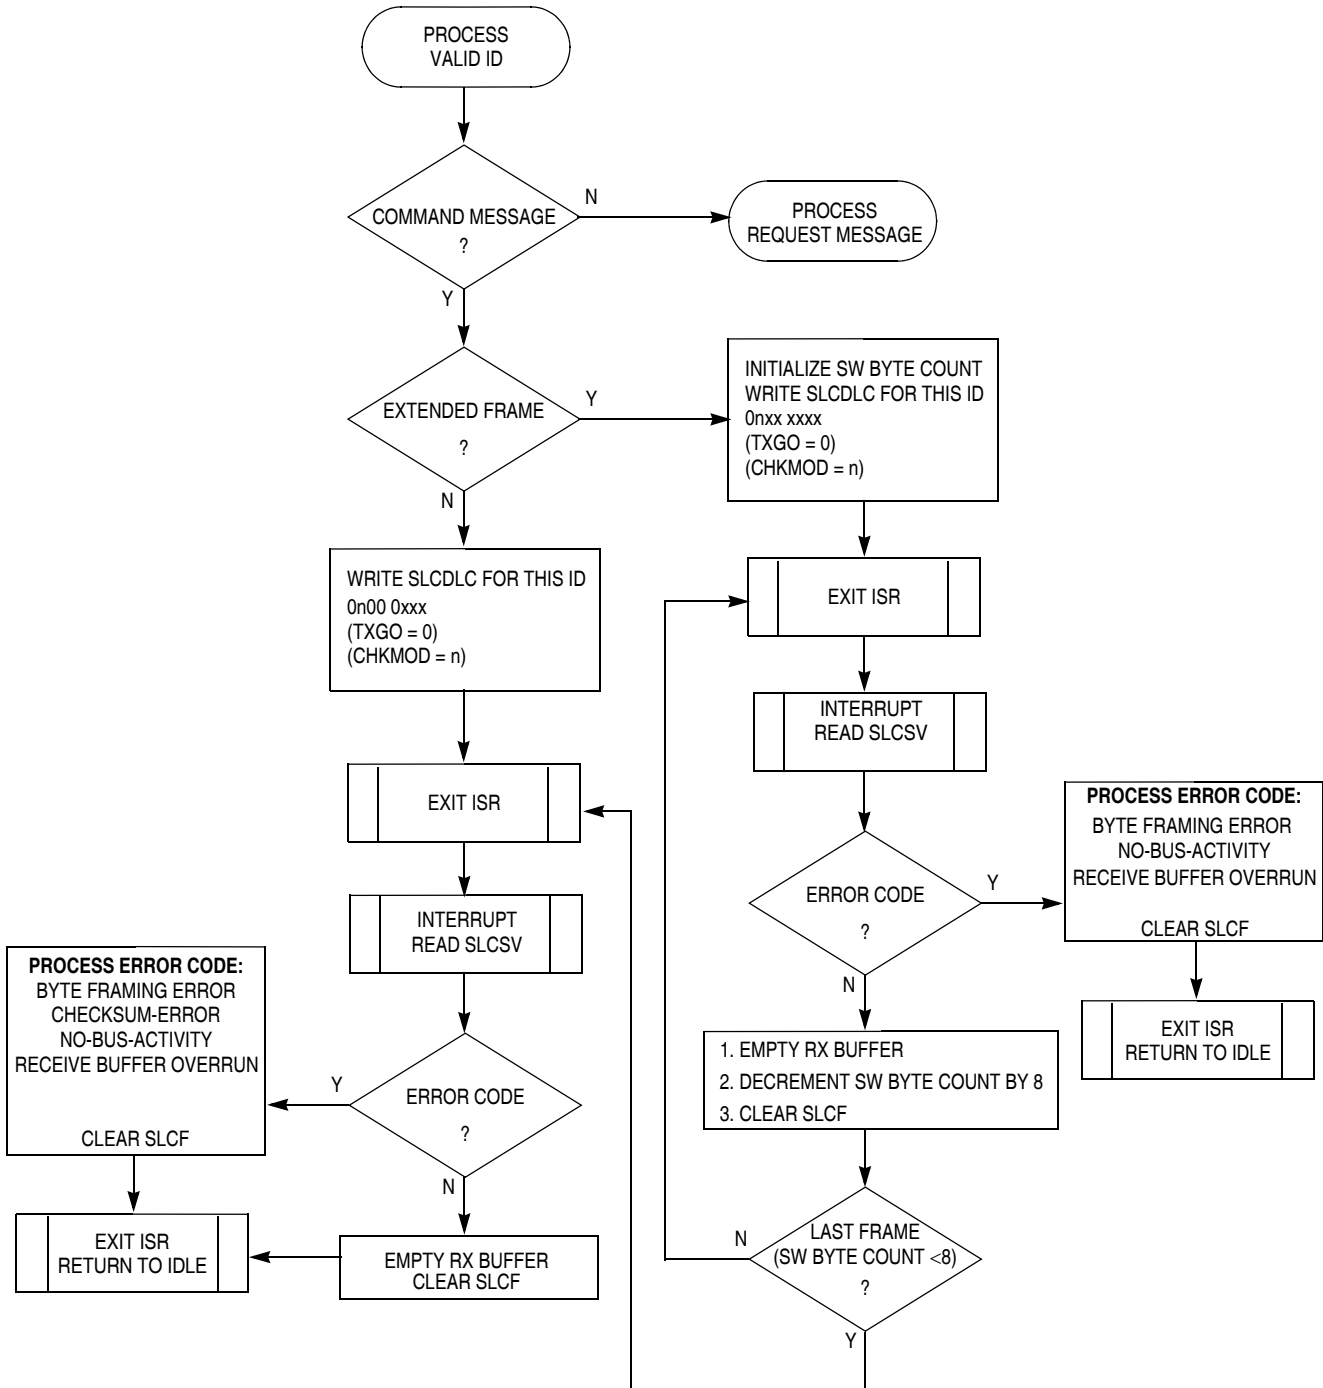 PROCESS
VALID ID
COMMAND MESSAGE
?
N
PROCESS
REQUEST MESSAGE
Y
EXTENDED FRAME
?
Y
INITIALIZE SW BYTE COUNT
WRITE SLCDLC FOR THIS ID
0nxx xxxx
(TXGO = 0)
(CHKMOD = n)
N
WRITE SLCDLC FOR THIS ID
0n00 0xxx
(TXGO = 0)
(CHKMOD = n)
EXIT ISR
INTERRUPT
READ SLCSV
EXIT ISR
INTERRUPT
READ SLCSV
ERROR CODE
?
Y
PROCESS ERROR CODE:
BYTE FRAMING ERROR
NO-BUS-ACTIVITY
RECEIVE BUFFER OVERRUN
CLEAR SLCF
EXIT ISR
RETURN TO IDLE
N
1. EMPTY RX BUFFER
2. DECREMENT SW BYTE COUNT BY 8
3. CLEAR SLCF
PROCESS ERROR CODE:
BYTE FRAMING ERROR
CHECKSUM-ERROR
NO-BUS-ACTIVITY
RECEIVE BUFFER OVERRUN
CLEAR SLCF
Y
ERROR CODE
?
N
EXIT ISR
RETURN TO IDLE
EMPTY RX BUFFER
CLEAR SLCF
N
LAST FRAME
(SW BYTE COUNT <8)
?
Y